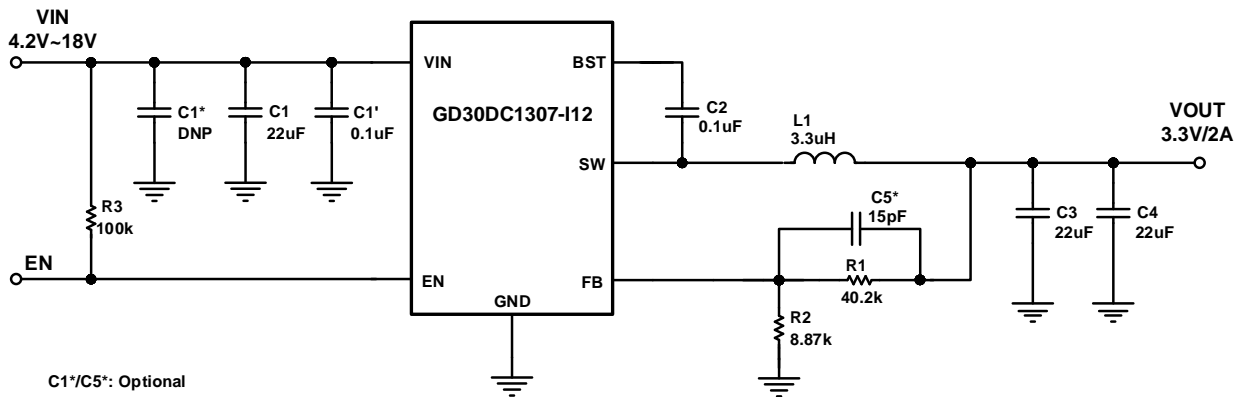 VIN
4.2V~18V
VIN
BST
C1*
DNP
C1
22uF
C1'
0.1uF
GD30DC1307-I12
C2
0.1uF
L1
3.3uH
VOUT
3.3V/2A
SW
R3
100k
C5*
15pF
C3
22uF
C4
22uF
EN
EN
FB
R1
40.2k
GND
R2
8.87k
C1*/C5*: Optional